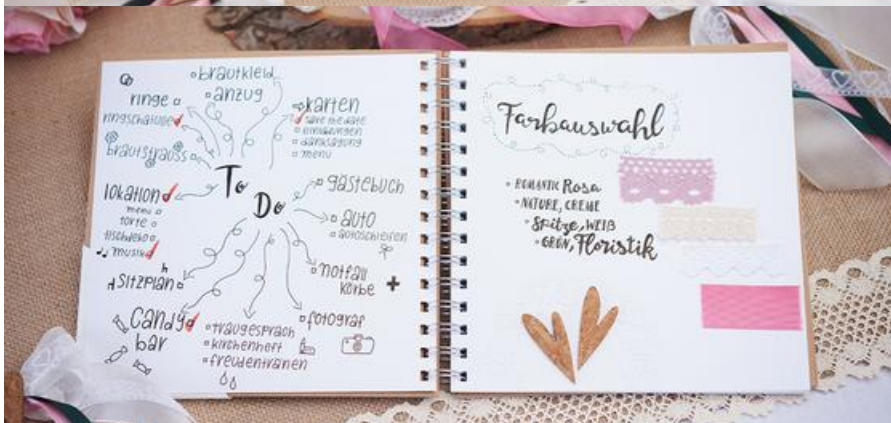 brautkleid
anzug
ringe
ringschatulle
brautstrauss
karten
save the date
einladungen
danksagung
menü
To
Do
lokation
menü
torte
tischdeko
musik
sitzplan
Candy
bar
gästebuch
auto
autoschleifen
notfall
körbe
fotograf
traugespräch
kirchenheft
freudentränen
Farbauswahl
ROMANTIC Rosa
NATURE, CREME
Spitze, WEIß
GRÜN, Floristik